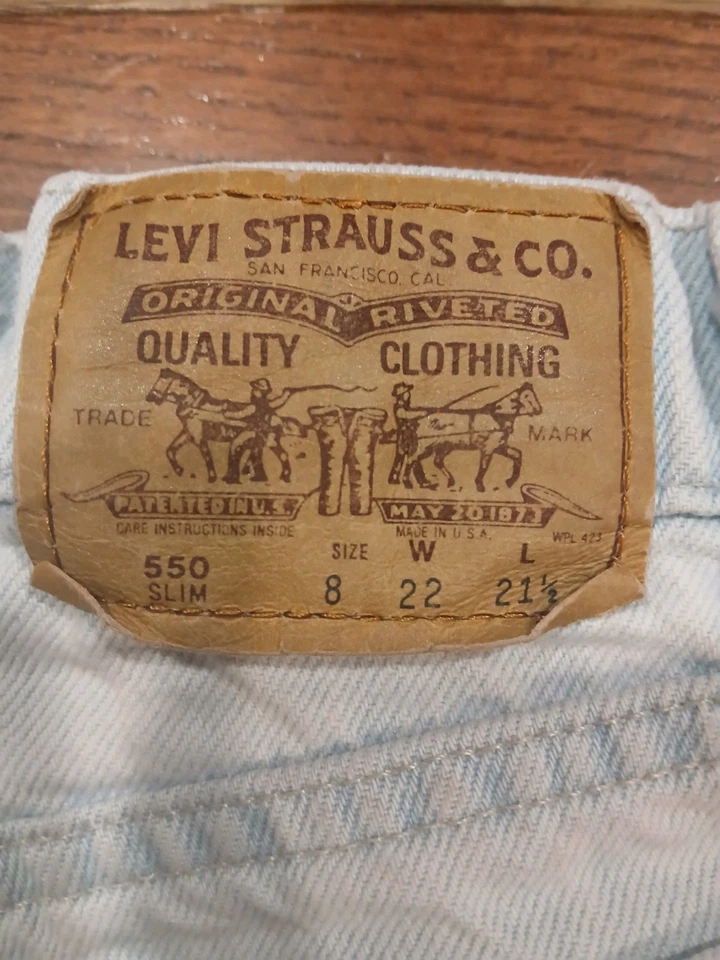 LEVI STRAUSS & CO.
SAN FRANCISCO, CAL.
ORIGINAL RIVETED
QUALITY CLOTHING
TRADE MARK
PATENTED IN U.S. MAY 20 1873
CARE INSTRUCTIONS INSIDE MADE IN U.S.A. WPL 423
550 SIZE W L
SLIM 8 22 21½